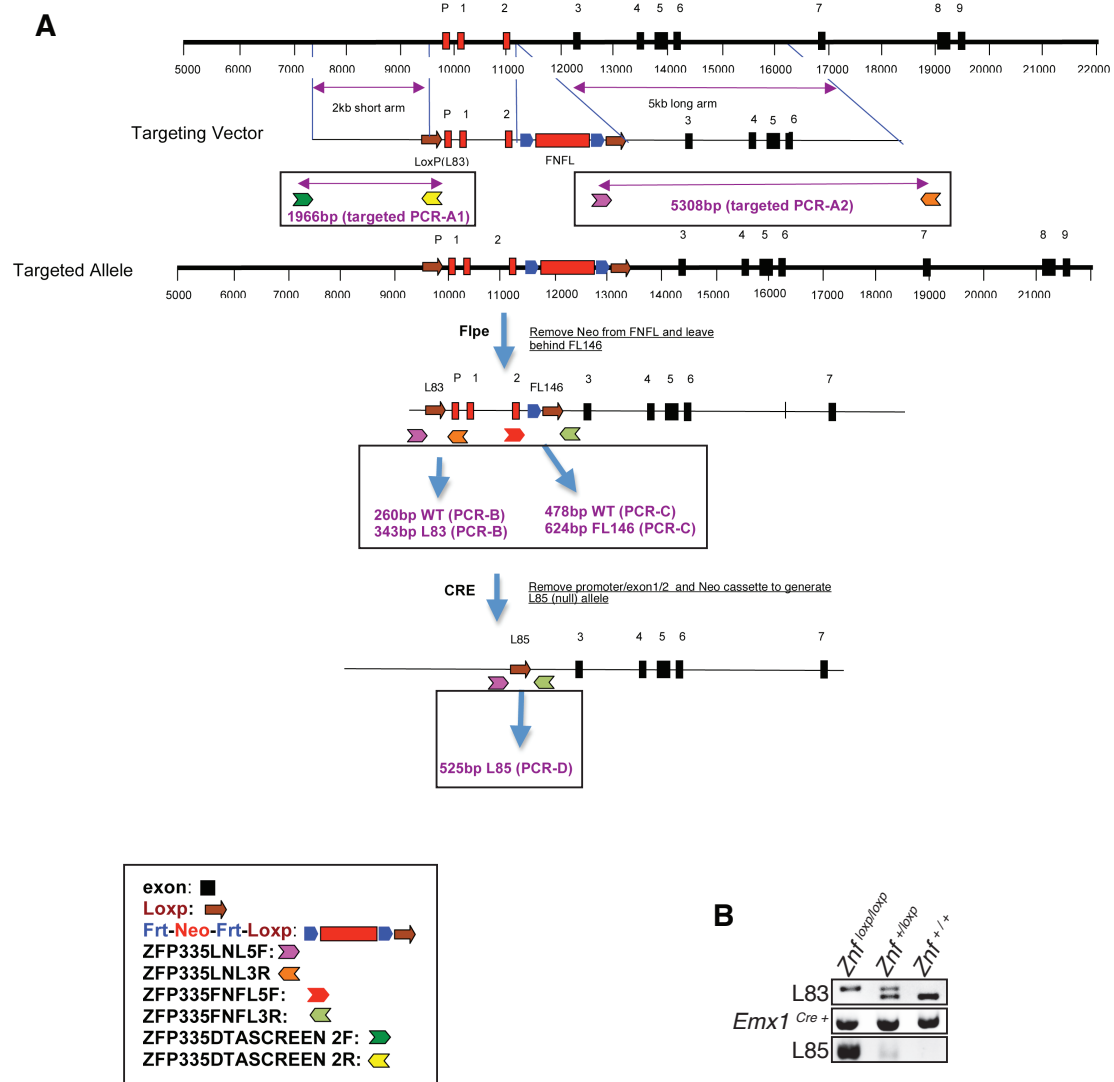 A
P 1 2 3 4 5 6 7 8 9
5000 6000 7000 8000 9000 10000 11000 12000 13000 14000 15000 16000 17000 18000 19000 20000 21000 22000
2kb short arm
5kb long arm
Targeting Vector
P 1 2 3 4 5 6
LoxP(L83)
FNFL
1966bp (targeted PCR-A1)
5308bp (targeted PCR-A2)
P 1 2 3 4 5 6 7 8 9
Targeted Allele
5000 6000 7000 8000 9000 10000 11000 12000 13000 14000 15000 16000 17000 18000 19000 20000 21000
Flpe
Remove Neo from FNFL and leave
behind FL146
L83 P 1 2 FL146 3 4 5 6 7
260bp WT (PCR-B)
343bp L83 (PCR-B)
478bp WT (PCR-C)
624bp FL146 (PCR-C)
CRE
Remove promoter/exon1/2 and Neo cassette to generate
L85 (null) allele
L85 3 4 5 6 7
525bp L85 (PCR-D)
exon:
Loxp:
Frt-Neo-Frt-Loxp:
ZFP335LNL5F:
ZFP335LNL3R
ZFP335FNFL5F:
ZFP335FNFL3R:
ZFP335DTASCREEN 2F:
ZFP335DTASCREEN 2R:
B
Znf loxp/loxp
Znf +/loxp
Znf +/+
L83
Emx1 Cre +
L85